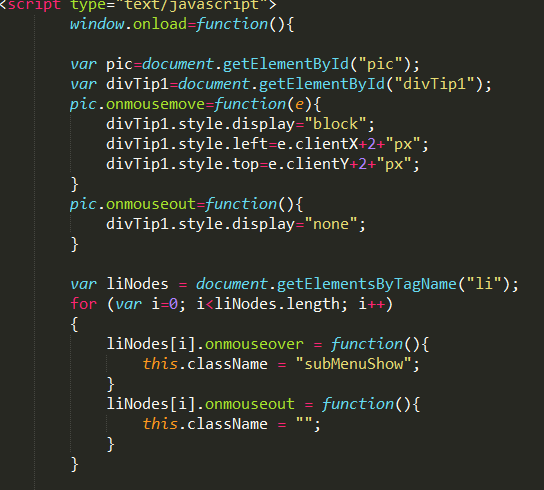 <script type="text/javascript">
window.onload=function(){
var pic=document.getElementById("pic");
var divTip1=document.getElementById("divTip1");
pic.onmousemove=function(e){
divTip1.style.display="block";
divTip1.style.left=e.clientX+2+"px";
divTip1.style.top=e.clientY+2+"px";
}
pic.onmouseout=function(){
divTip1.style.display="none";
}
var liNodes = document.getElementsByTagName("li");
for (var i=0; i<liNodes.length; i++)
{
liNodes[i].onmouseover = function(){
this.className = "subMenuShow";
}
liNodes[i].onmouseout = function(){
this.className = "";
}
}